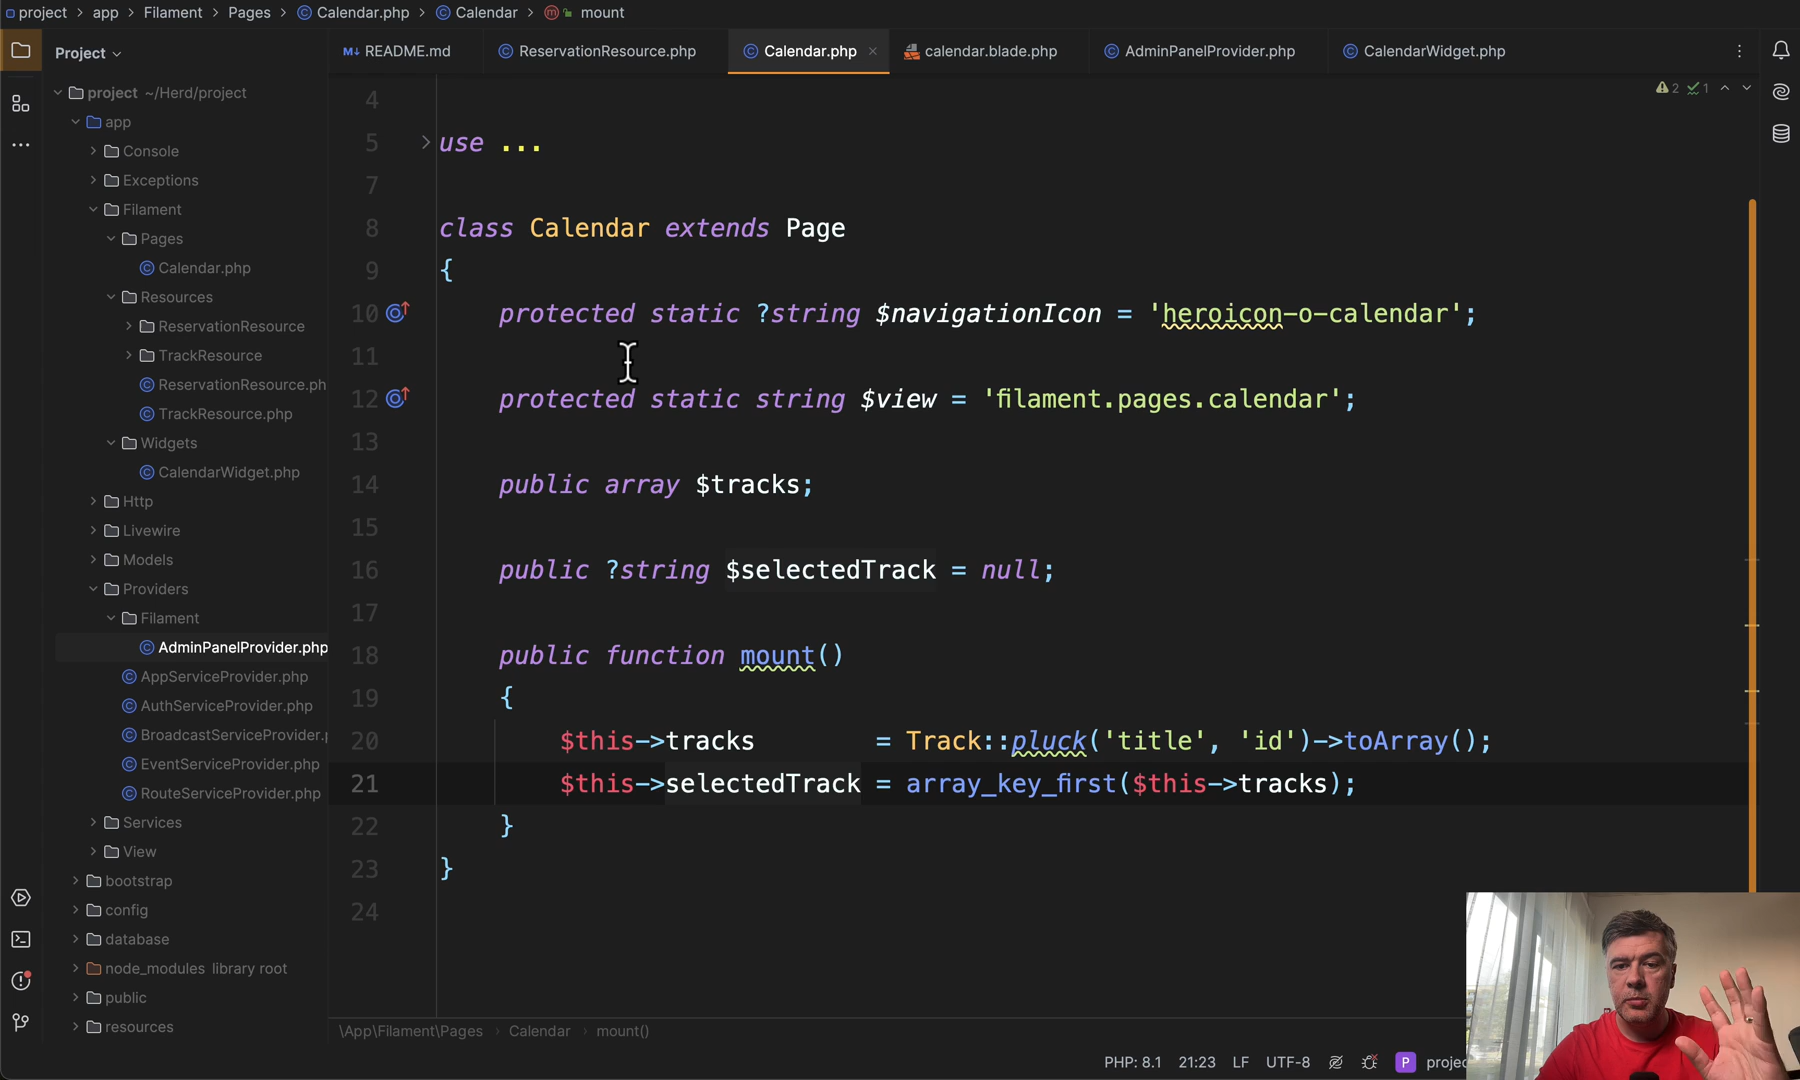 project > app > Filament > Pages > Calendar.php > Calendar > mount
Project
README.md
ReservationResource.php
Calendar.php
calendar.blade.php
AdminPanelProvider.php
CalendarWidget.php
2 1
project ~/Herd/project
app
Console
Exceptions
Filament
Pages
Calendar.php
Resources
ReservationResource
TrackResource
ReservationResource.ph
TrackResource.php
Widgets
CalendarWidget.php
Http
Livewire
Models
Providers
Filament
AdminPanelProvider.php
AppServiceProvider.php
AuthServiceProvider.php
BroadcastServiceProvider.p
EventServiceProvider.php
RouteServiceProvider.php
Services
View
bootstrap
config
database
node_modules library root
public
resources
4
5 use ...
7
8 class Calendar extends Page
9 {
10 protected static ?string $navigationIcon = 'heroicon-o-calendar';
11
12 protected static string $view = 'filament.pages.calendar';
13
14 public array $tracks;
15
16 public ?string $selectedTrack = null;
17
18 public function mount()
19 {
20 $this->tracks = Track::pluck('title', 'id')->toArray();
21 $this->selectedTrack = array_key_first($this->tracks);
22 }
23 }
24
\App\Filament\Pages > Calendar > mount()
PHP: 8.1 21:23 LF UTF-8 P projec